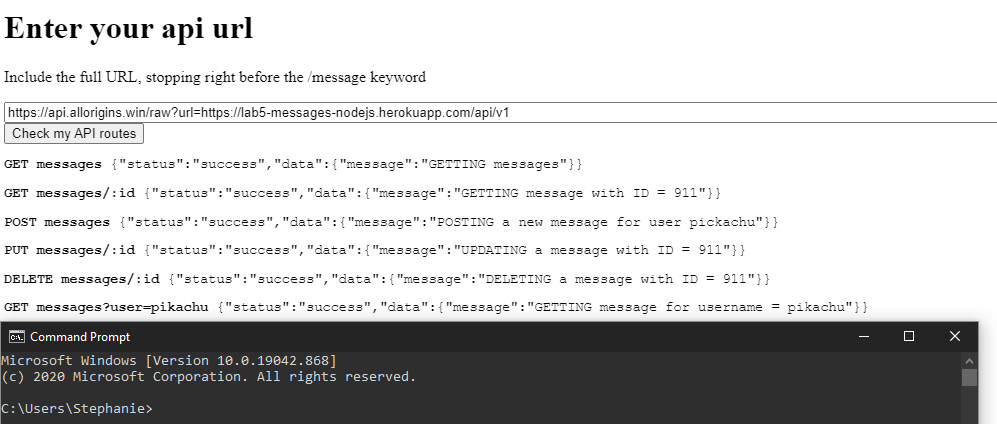 Enter your api url
Include the full URL, stopping right before the /message keyword
https://api.allorigins.win/raw?url=https://lab5-messages-nodejs.herokuapp.com/api/v1
Check my API routes
GET messages {"status":"success","data":{"message":"GETTING messages"}}
GET messages/:id {"status":"success","data":{"message":"GETTING message with ID = 911"}}
POST messages {"status":"success","data":{"message":"POSTING a new message for user pickachu"}}
PUT messages/:id {"status":"success","data":{"message":"UPDATING a message with ID = 911"}}
DELETE messages/:id {"status":"success","data":{"message":"DELETING a message with ID = 911"}}
GET messages?user=pikachu {"status":"success","data":{"message":"GETTING message for username = pikachu"}}
Command Prompt
Microsoft Windows [Version 10.0.19042.868]
(c) 2020 Microsoft Corporation. All rights reserved.
C:\Users\Stephanie>